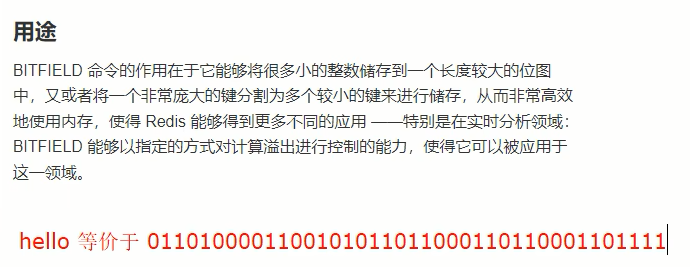 用途
BITFIELD 命令的作用在于它能够将很多小的整数储存到一个长度较大的位图
中，又或者将一个非常庞大的键分割为多个较小的键来进行储存，从而非常高效
地使用内存，使得 Redis 能够得到更多不同的应用 ——特别是在实时分析领域：
BITFIELD 能够以指定的方式对计算溢出进行控制的能力，使得它可以被应用于
这一领域。
hello 等价于 0110100001100101011011000110110001101111